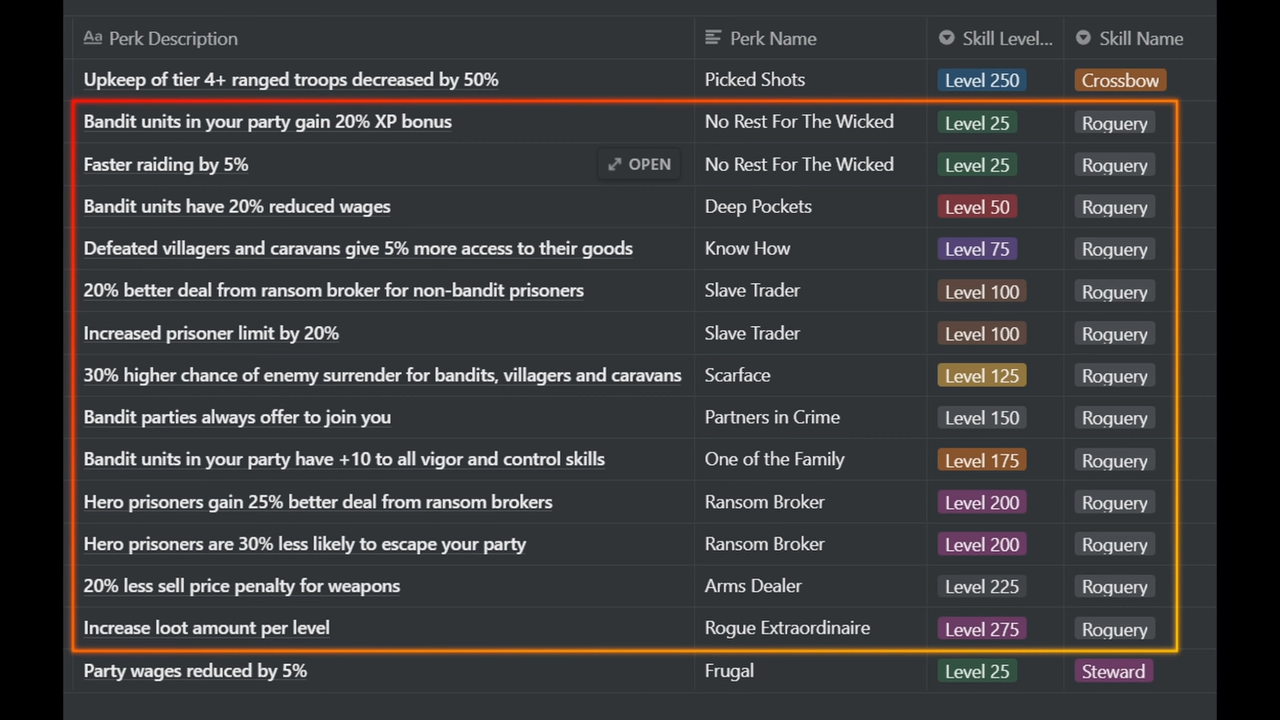 Aa Perk Description Perk Name Skill Level... Skill Name
Upkeep of tier 4+ ranged troops decreased by 50% Picked Shots Level 250 Crossbow
Bandit units in your party gain 20% XP bonus No Rest For The Wicked Level 25 Roguery
Faster raiding by 5% OPEN No Rest For The Wicked Level 25 Roguery
Bandit units have 20% reduced wages Deep Pockets Level 50 Roguery
Defeated villagers and caravans give 5% more access to their goods Know How Level 75 Roguery
20% better deal from ransom broker for non-bandit prisoners Slave Trader Level 100 Roguery
Increased prisoner limit by 20% Slave Trader Level 100 Roguery
30% higher chance of enemy surrender for bandits, villagers and caravans Scarface Level 125 Roguery
Bandit parties always offer to join you Partners in Crime Level 150 Roguery
Bandit units in your party have +10 to all vigor and control skills One of the Family Level 175 Roguery
Hero prisoners gain 25% better deal from ransom brokers Ransom Broker Level 200 Roguery
Hero prisoners are 30% less likely to escape your party Ransom Broker Level 200 Roguery
20% less sell price penalty for weapons Arms Dealer Level 225 Roguery
Increase loot amount per level Rogue Extraordinaire Level 275 Roguery
Party wages reduced by 5% Frugal Level 25 Steward